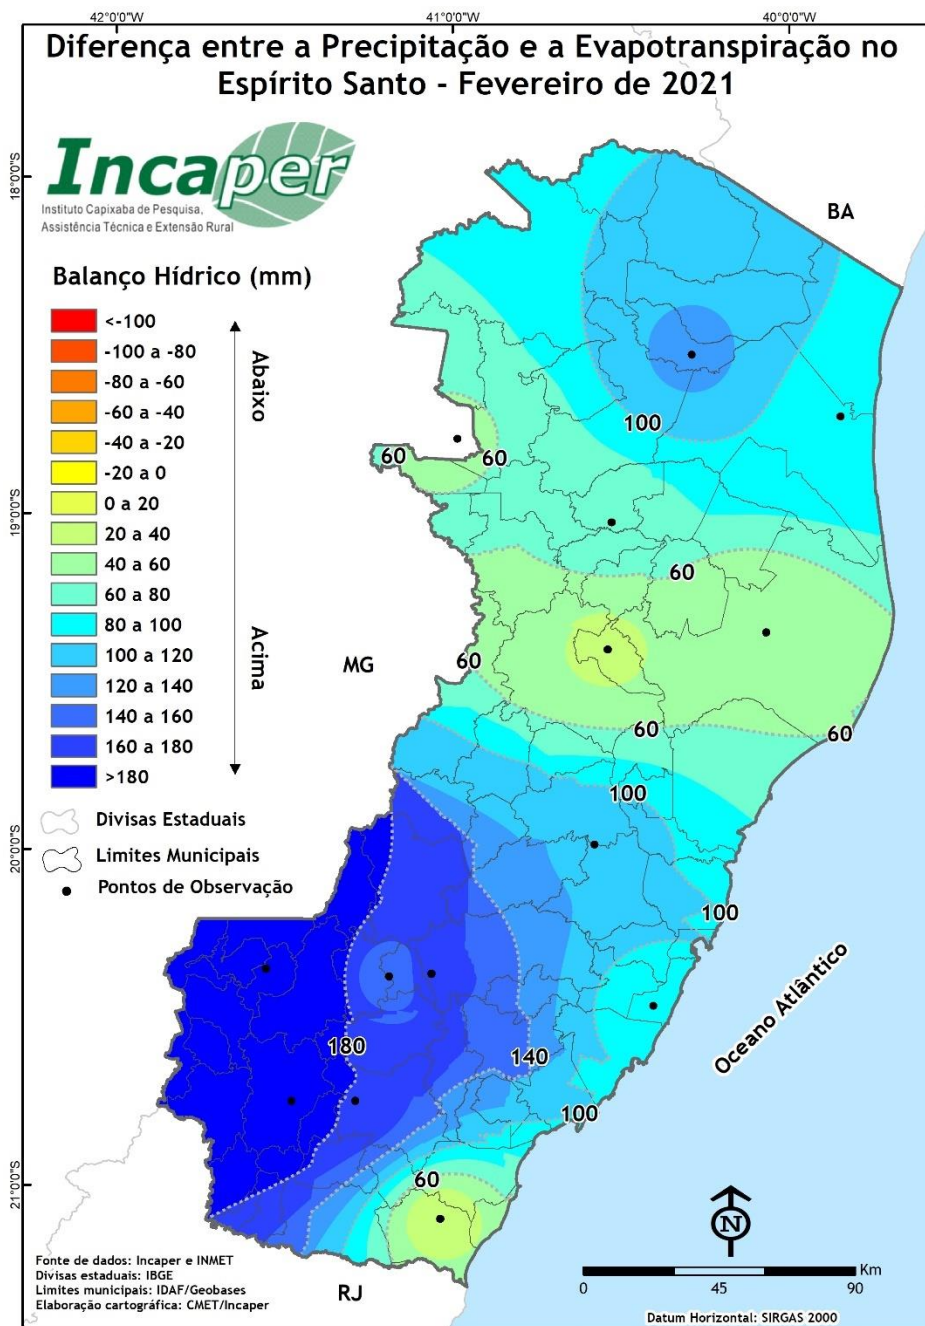 42°0'0"W
41°0'0"W
40°0'0"W
Diferença entre a Precipitação e a Evapotranspiração no
Espírito Santo - Fevereiro de 2021
Incaper
Instituto Capixaba de Pesquisa,
Assistência Técnica e Extensão Rural
18°0'0"S
19°0'0"S
20°0'0"S
21°0'0"S
Balanço Hídrico (mm)
<-100
-100 a -80
-80 a -60
-60 a -40
-40 a -20
-20 a 0
0 a 20
20 a 40
40 a 60
60 a 80
80 a 100
100 a 120
120 a 140
140 a 160
160 a 180
>180
Abaixo
Acima
Divisas Estaduais
Limites Municipais
Pontos de Observação
BA
100
60
60
60
MG
60
60
60
100
100
180
140
100
60
Oceano Atlântico
RJ
N
Km
0
45
90
Fonte de dados: Incaper e INMET
Divisas estaduais: IBGE
Limites municipais: IDAF/Geobases
Elaboração cartográfica: CMET/Incaper
Datum Horizontal: SIRGAS 2000